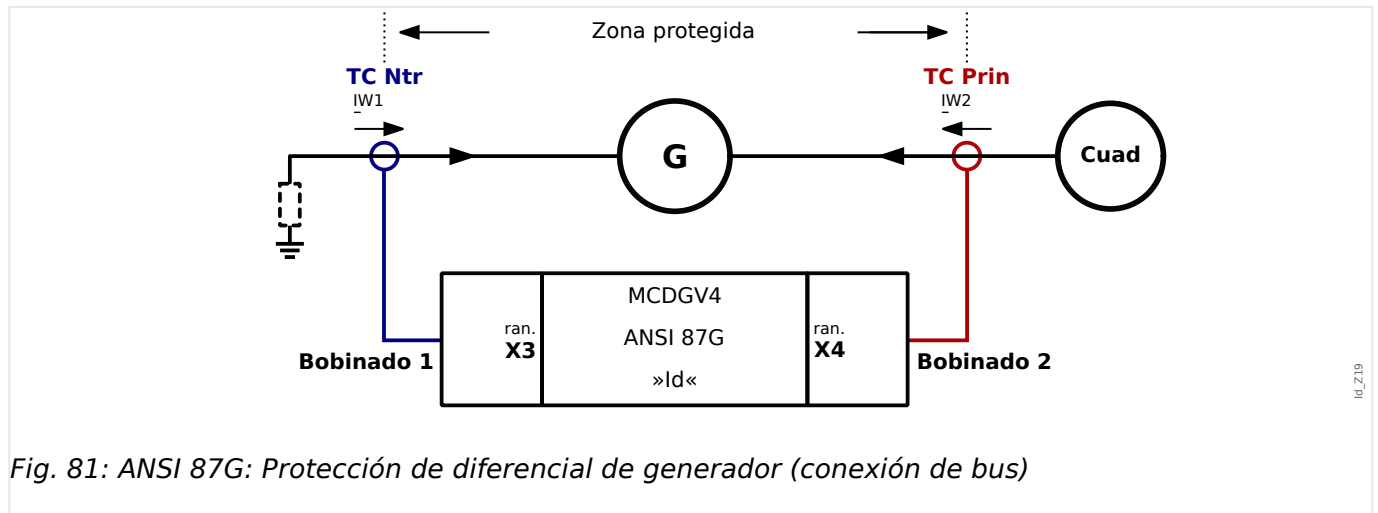 Zona protegida
TC Ntr
TC Prin
IW1
IW2
G
Cuad
MCDGV4
ran.
X3
ANSI 87G
ran.
X4
Bobinado 1
»Id«
Bobinado 2
Id_Z19
Fig. 81: ANSI 87G: Protección de diferencial de generador (conexión de bus)